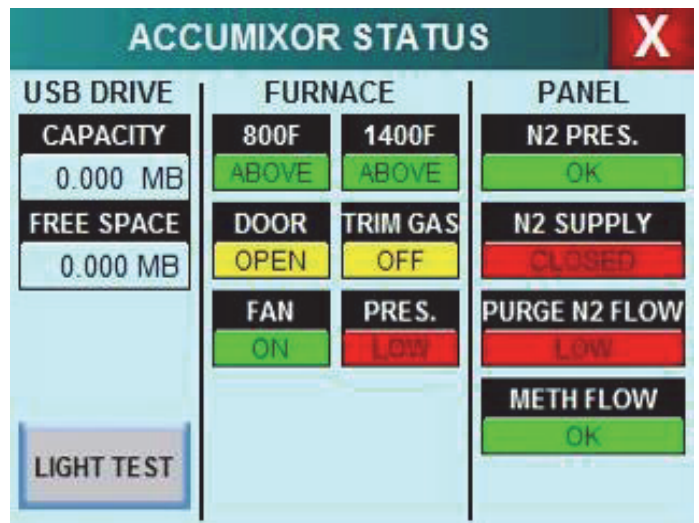 ACCUMIXOR STATUS X
USB DRIVE
CAPACITY
0.000 MB
FREE SPACE
0.000 MB
LIGHT TEST
FURNACE
800F 1400F
ABOVE ABOVE
DOOR TRIM GAS
OPEN OFF
FAN PRES.
ON LOW
PANEL
N2 PRES.
OK
N2 SUPPLY
CLOSED
PURGE N2 FLOW
LOW
METH FLOW
OK